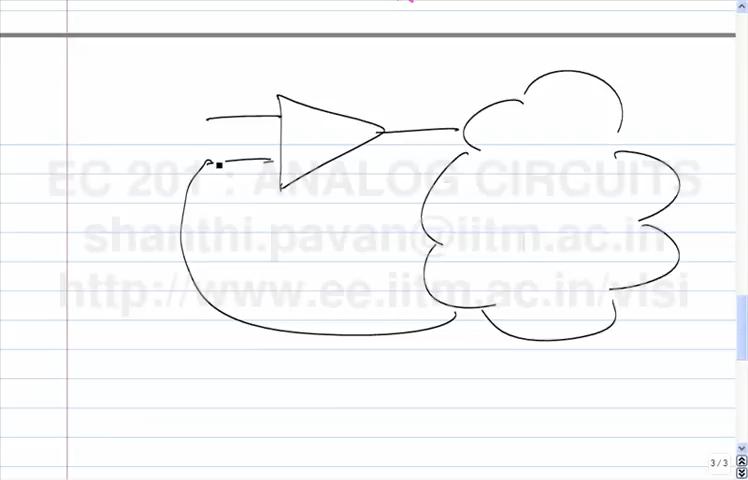 EC 201 : ANALOG CIRCUITS
shanthi.pavan@iitm.ac.in
http://www.ee.iitm.ac.in/vlsi
3 / 3